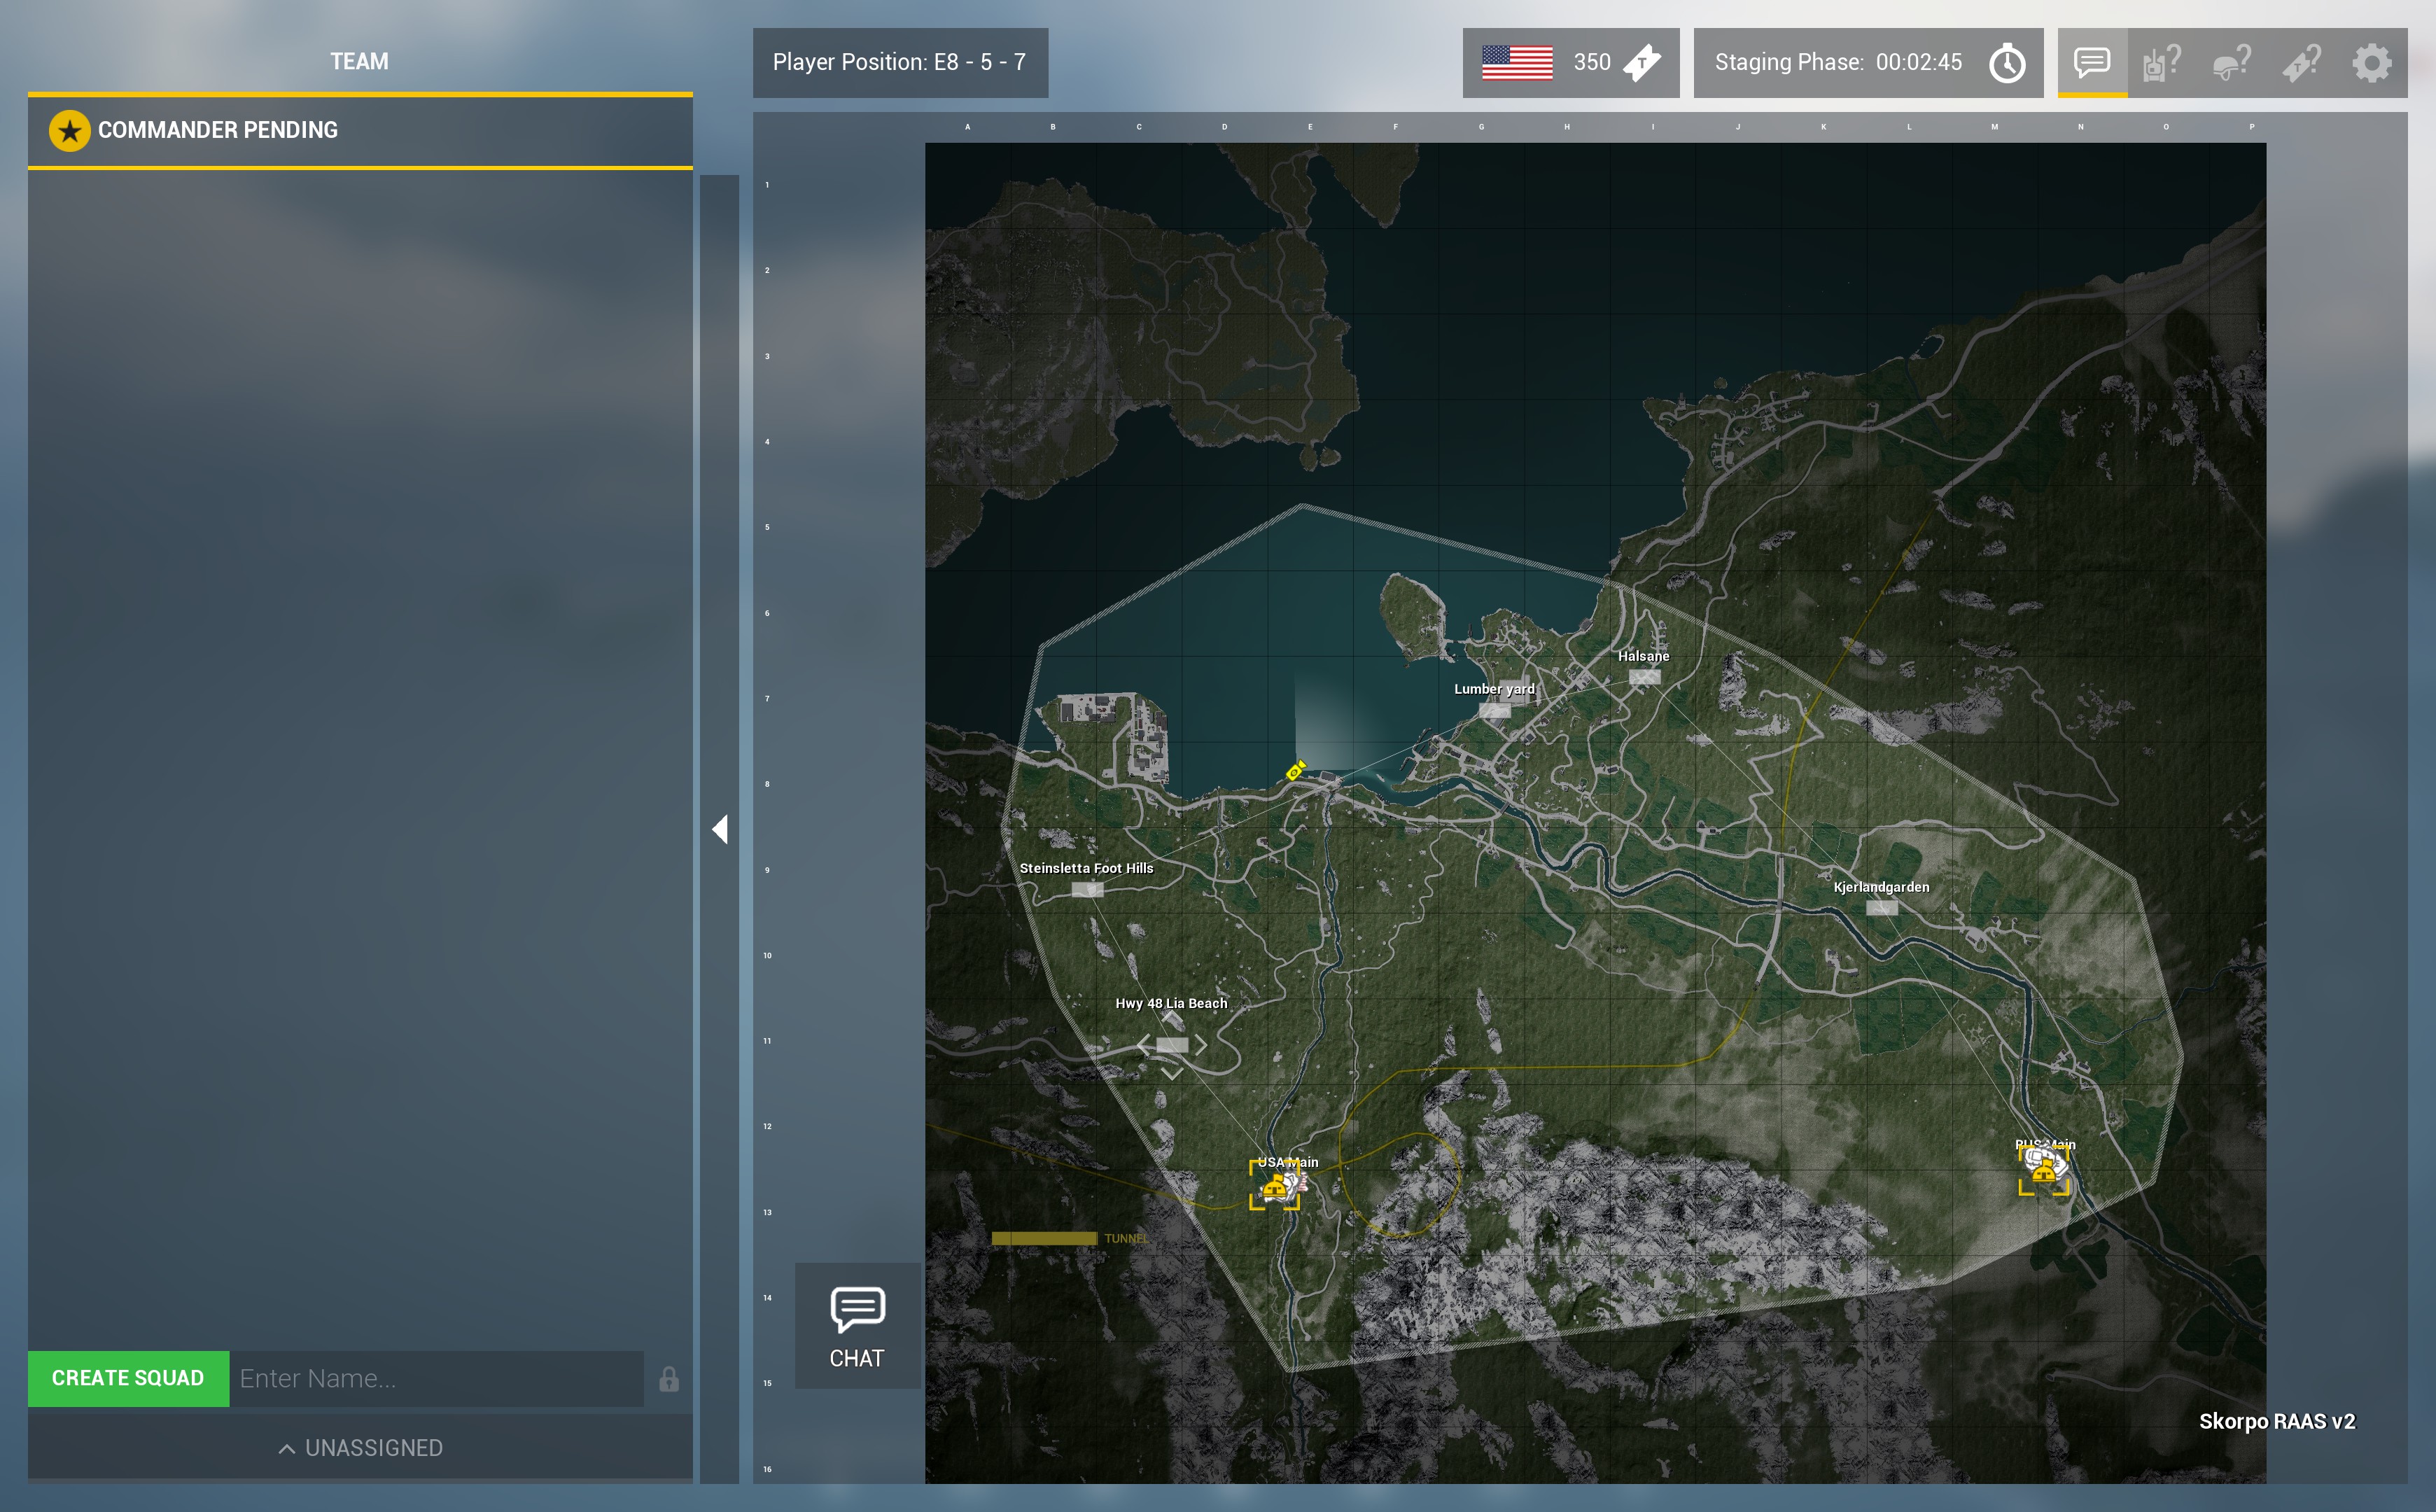 TEAM
Player Position: E8 - 5 - 7
350
T
Staging Phase: 00:02:45
?
?
T?
COMMANDER PENDING
A B C D E F G H I J K L M N O P
1
2
3
4
5
6
7
8
9
10
11
12
13
14
15
16
Halsane
Lumber yard
Steinsletta Foot Hills
Kjerlandgarden
Hwy 48 Lia Beach
RUS Main
USA Main
TUNNEL
CHAT
CREATE SQUAD
Enter Name...
UNASSIGNED
Skorpo RAAS v2